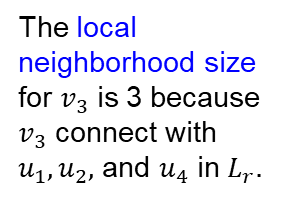 The local
neighborhood size
for 𝑣₃ is 3 because
𝑣₃ connect with
𝑢₁, 𝑢₂, and 𝑢₄ in 𝐿ᵣ.